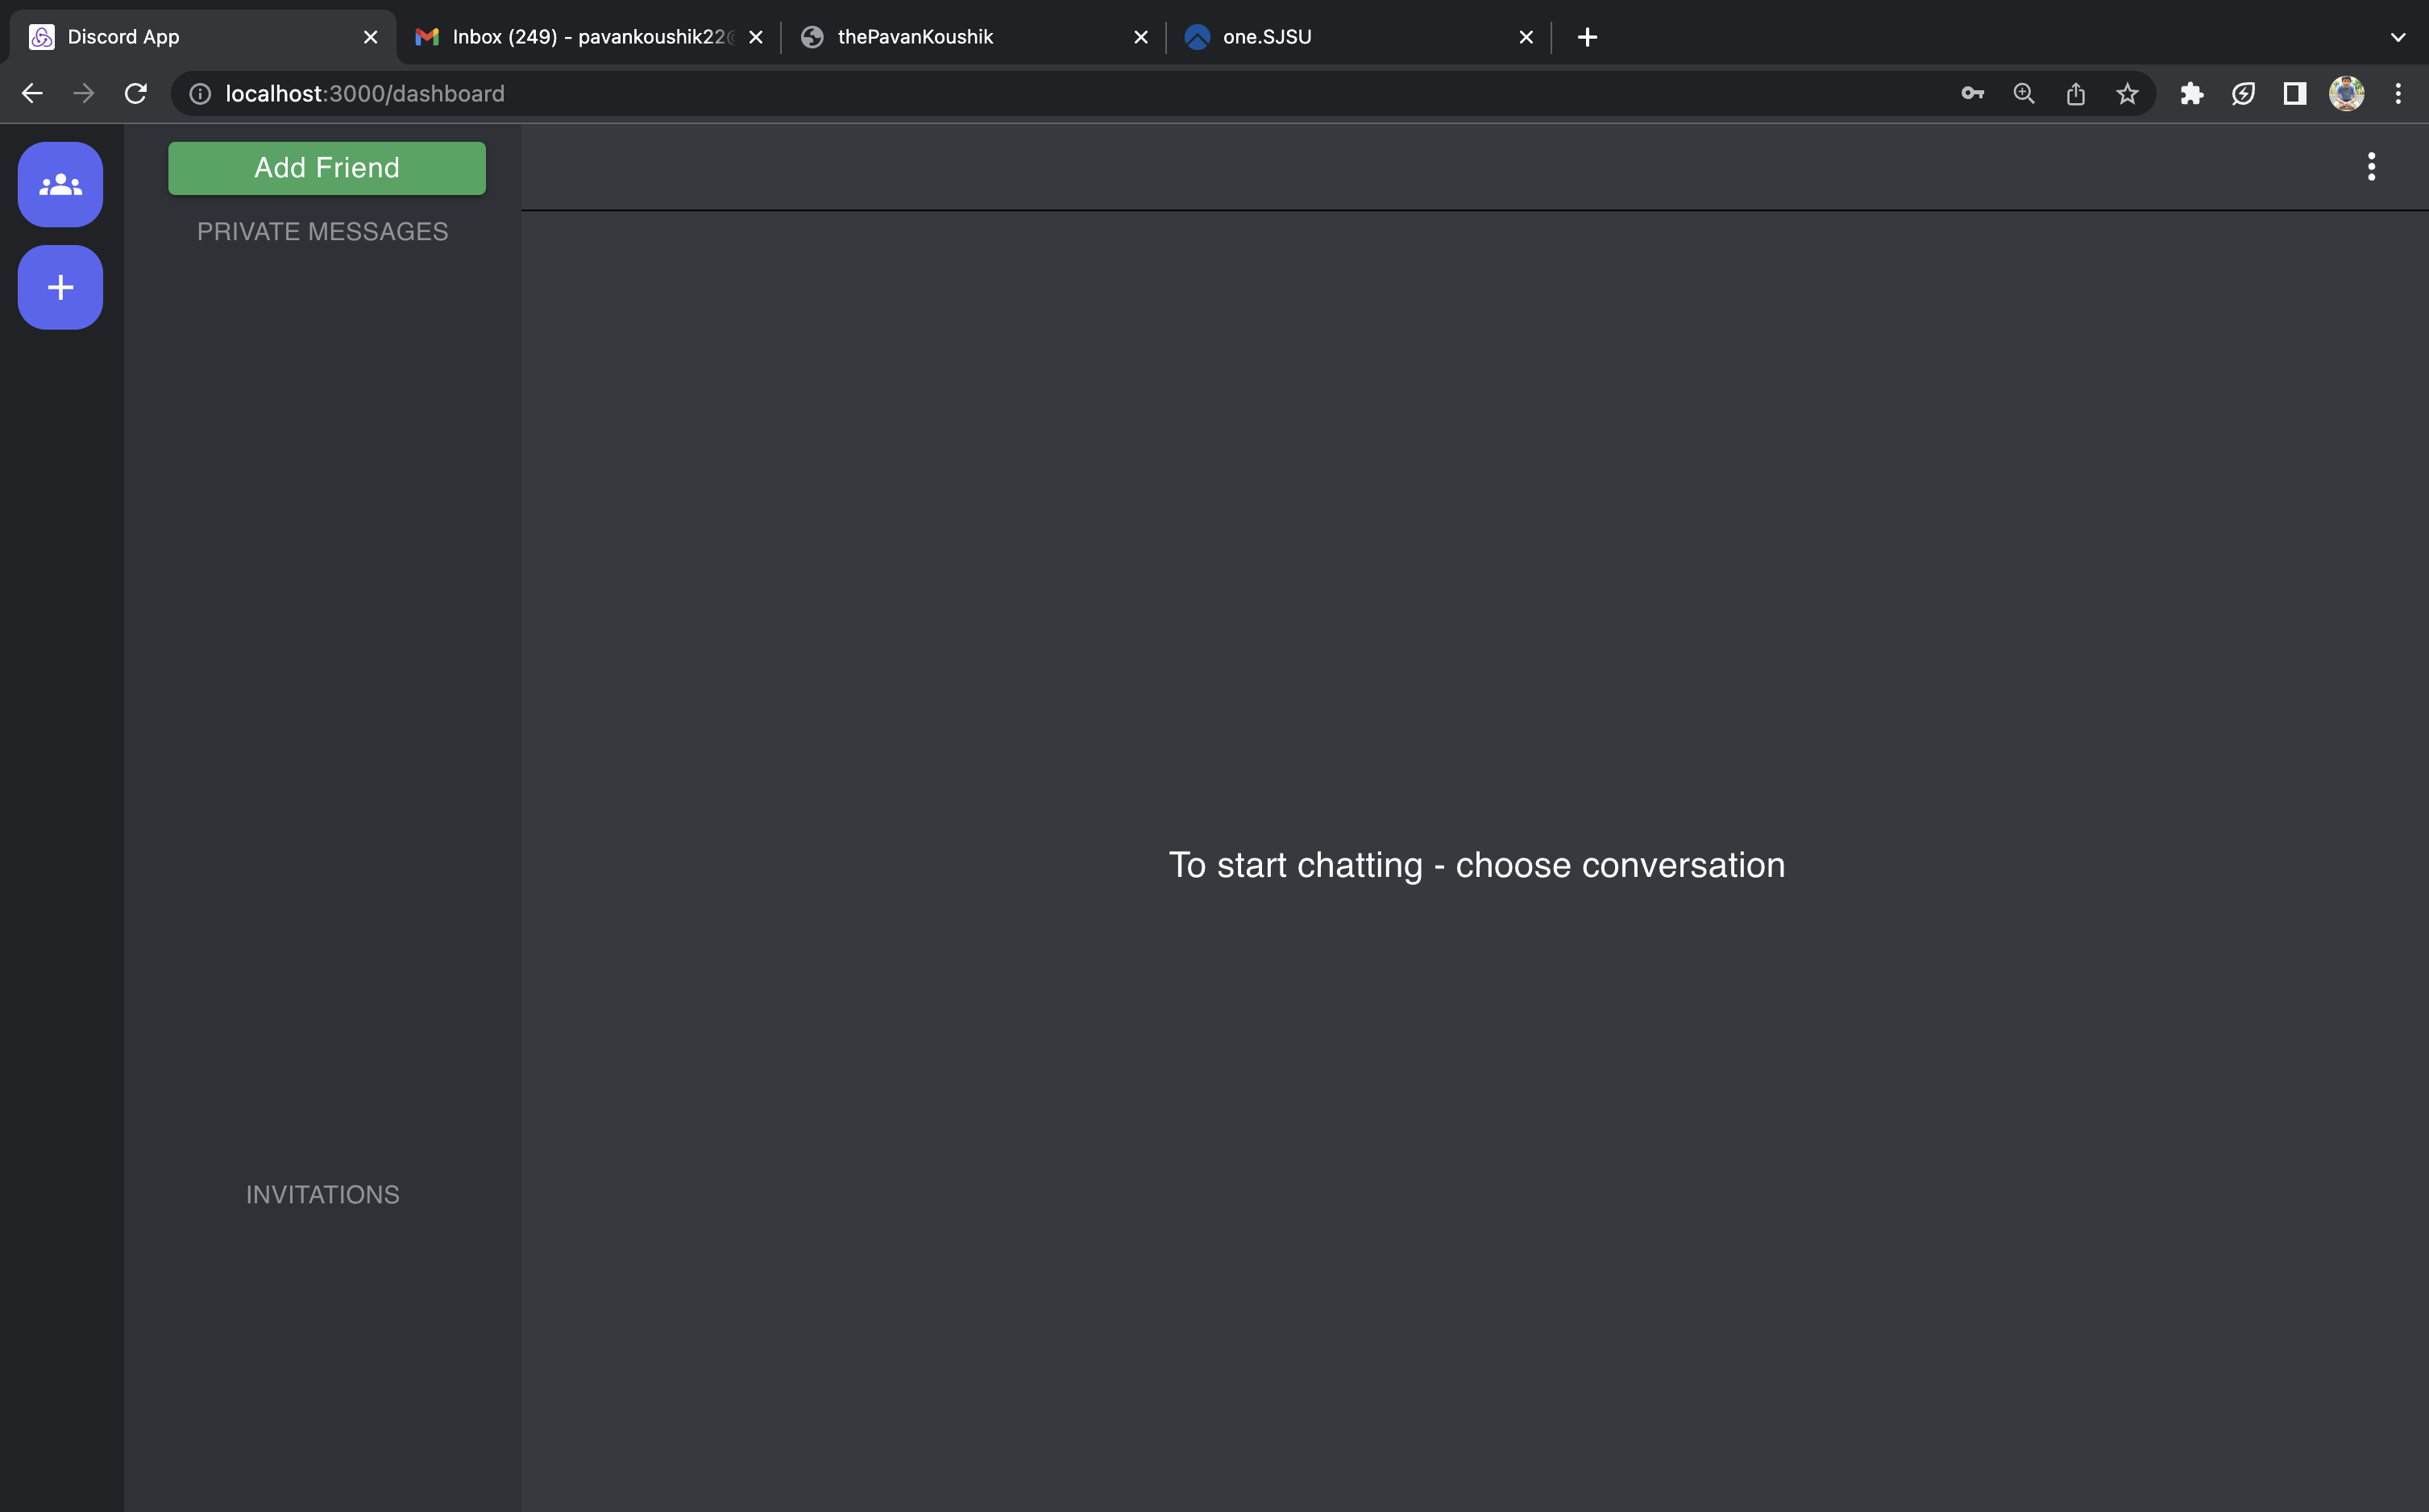 Discord App
Inbox (249) - pavankoushik22@
thePavanKoushik
one.SJSU
localhost:3000/dashboard
Add Friend
PRIVATE MESSAGES
To start chatting - choose conversation
INVITATIONS